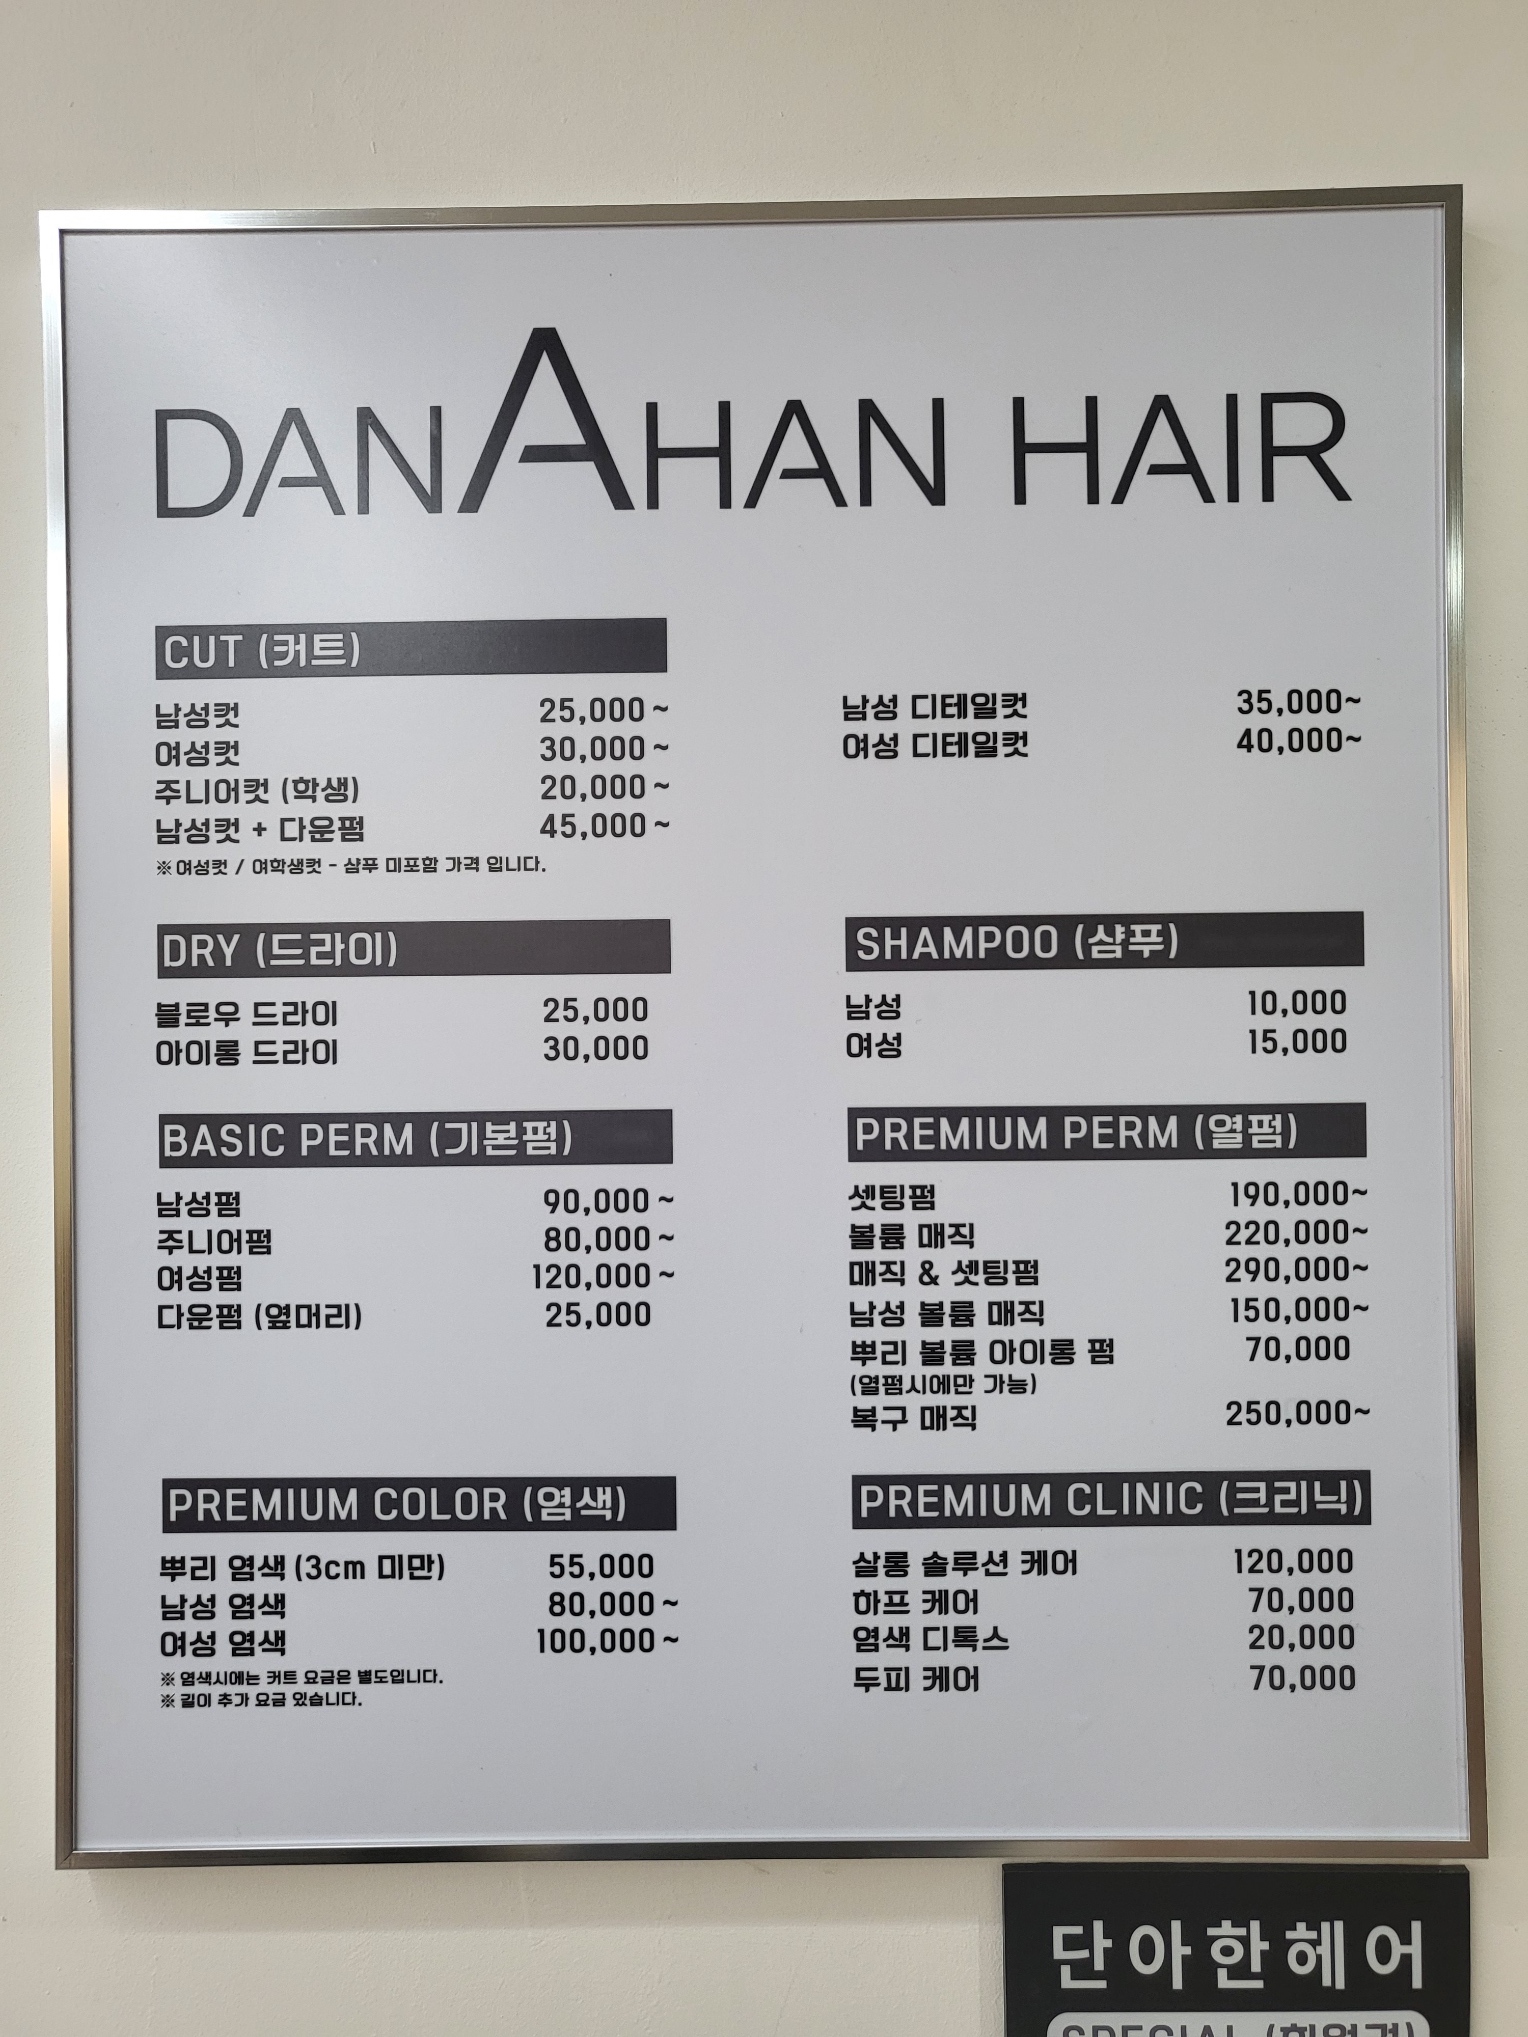 DANAHAN HAIR
CUT (커트)
남성컷 25,000 ~
여성컷 30,000 ~
주니어컷 (학생) 20,000 ~
남성컷 + 다운펌 45,000 ~
※ 여성컷 / 여학생컷 - 샴푸 미포함 가격 입니다.
남성 디테일컷 35,000~
여성 디테일컷 40,000~
DRY (드라이)
블로우 드라이 25,000
아이롱 드라이 30,000
SHAMPOO (샴푸)
남성 10,000
여성 15,000
BASIC PERM (기본펌)
남성펌 90,000 ~
주니어펌 80,000 ~
여성펌 120,000 ~
다운펌 (옆머리) 25,000
PREMIUM PERM (열펌)
셋팅펌 190,000~
볼륨 매직 220,000~
매직 & 셋팅펌 290,000~
남성 볼륨 매직 150,000~
뿌리 볼륨 아이롱 펌 70,000
(열펌시에만 가능)
복구 매직 250,000~
PREMIUM COLOR (염색)
뿌리 염색 (3cm 미만) 55,000
남성 염색 80,000 ~
여성 염색 100,000 ~
※ 염색시에는 커트 요금은 별도입니다.
※ 길이 추가 요금 있습니다.
PREMIUM CLINIC (크리닉)
살롱 솔루션 케어 120,000
하프 케어 70,000
염색 디톡스 20,000
두피 케어 70,000
단아한헤어
SPECIAL (회원권)